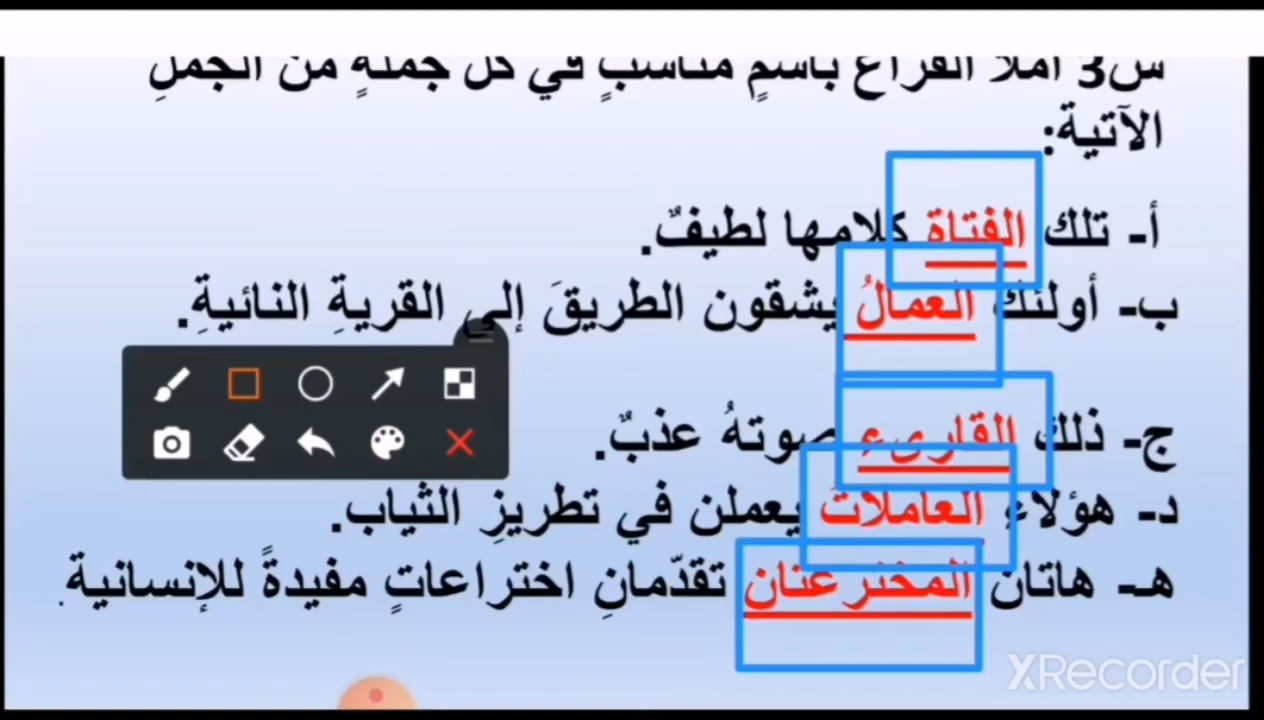 س3 املأ الفراغ باسمٍ مناسبٍ في كل جملةٍ من الجملِ
الآتية:
أ- تلك الفتاة كلامها لطيفٌ.
ب- أولئك العمالُ يشقون الطريقَ إلى القريةِ النائيةِ.
ج- ذلك القارىء صوتهُ عذبٌ.
د- هؤلاءِ العاملاتُ يعملن في تطريزِ الثياب.
هـ- هاتان المخترعتان تقدّمانِ اختراعاتٍ مفيدةً للإنسانية.
XRecorder